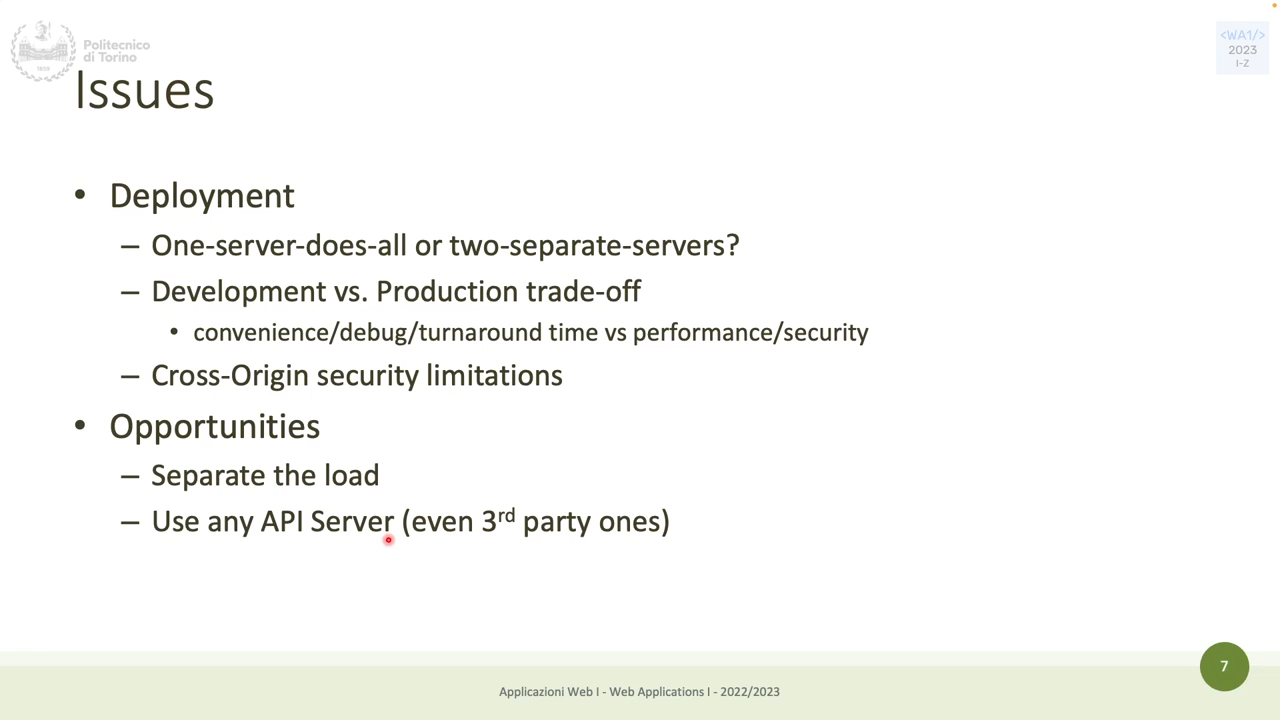 Politecnico
di Torino
1859
<WA1/>
2023
I-Z
Issues
• Deployment
– One-server-does-all or two-separate-servers?
– Development vs. Production trade-off
• convenience/debug/turnaround time vs performance/security
– Cross-Origin security limitations
• Opportunities
– Separate the load
– Use any API Server (even 3rd party ones)
7
Applicazioni Web I - Web Applications I - 2022/2023